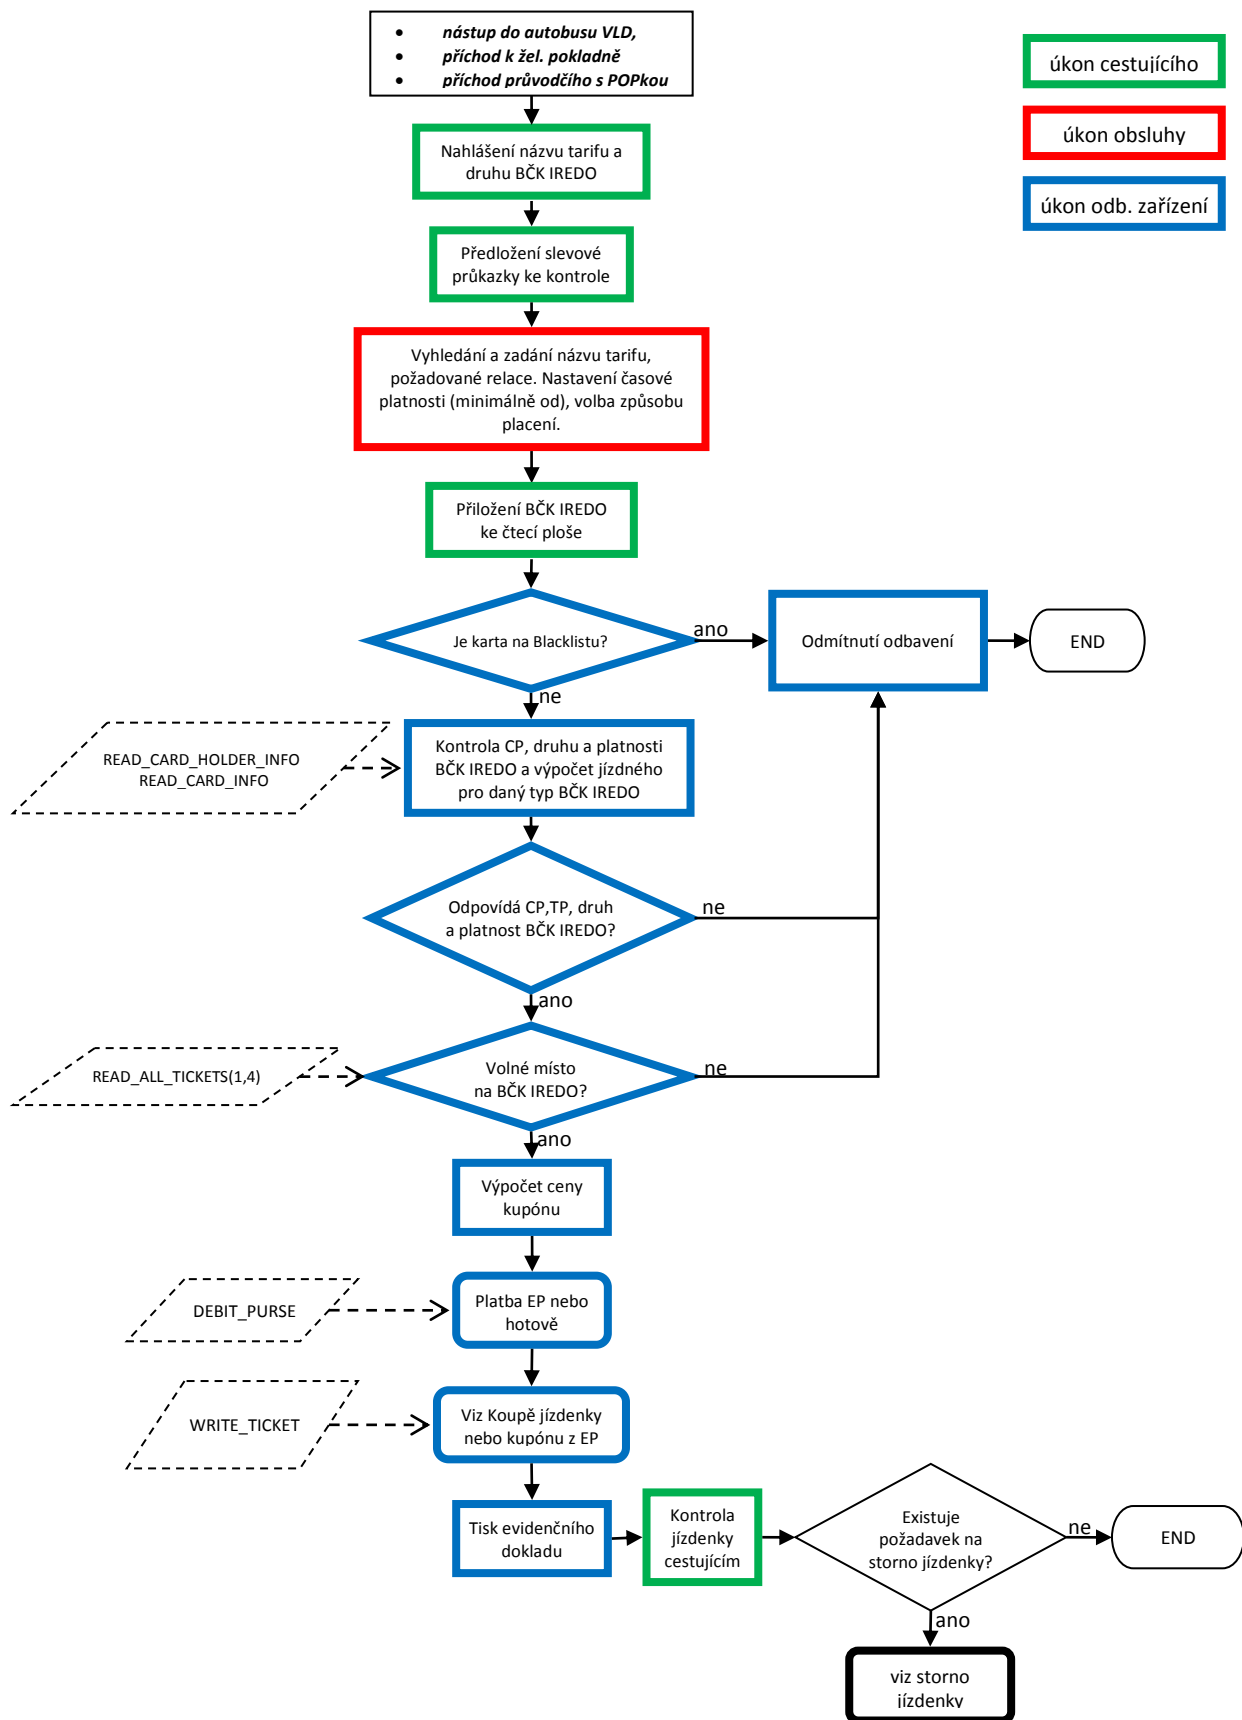 • nástup do autobusu VLD,
• příchod k žel. pokladně
• příchod průvodčího s POPkou
úkon cestujícího
úkon obsluhy
úkon odb. zařízení
Nahlášení názvu tarifu a
druhu BČK IREDO
Předložení slevové
průkazky ke kontrole
Vyhledání a zadání názvu tarifu,
požadované relace. Nastavení časové
platnosti (minimálně od), volba způsobu
placení.
Přiložení BČK IREDO
ke čtecí ploše
Je karta na Blacklistu?
ano
Odmítnutí odbavení
END
ne
READ_CARD_HOLDER_INFO
READ_CARD_INFO
Kontrola CP, druhu a platnosti
BČK IREDO a výpočet jízdného
pro daný typ BČK IREDO
Odpovídá CP,TP, druh
a platnost BČK IREDO?
ne
ano
READ_ALL_TICKETS(1,4)
Volné místo
na BČK IREDO?
ne
ano
Výpočet ceny
kupónu
DEBIT_PURSE
Platba EP nebo
hotově
WRITE_TICKET
Viz Koupě jízdenky
nebo kupónu z EP
Tisk evidenčního
dokladu
Kontrola
jízdenky
cestujícím
Existuje
požadavek na
storno jízdenky?
ne
END
ano
viz storno
jízdenky